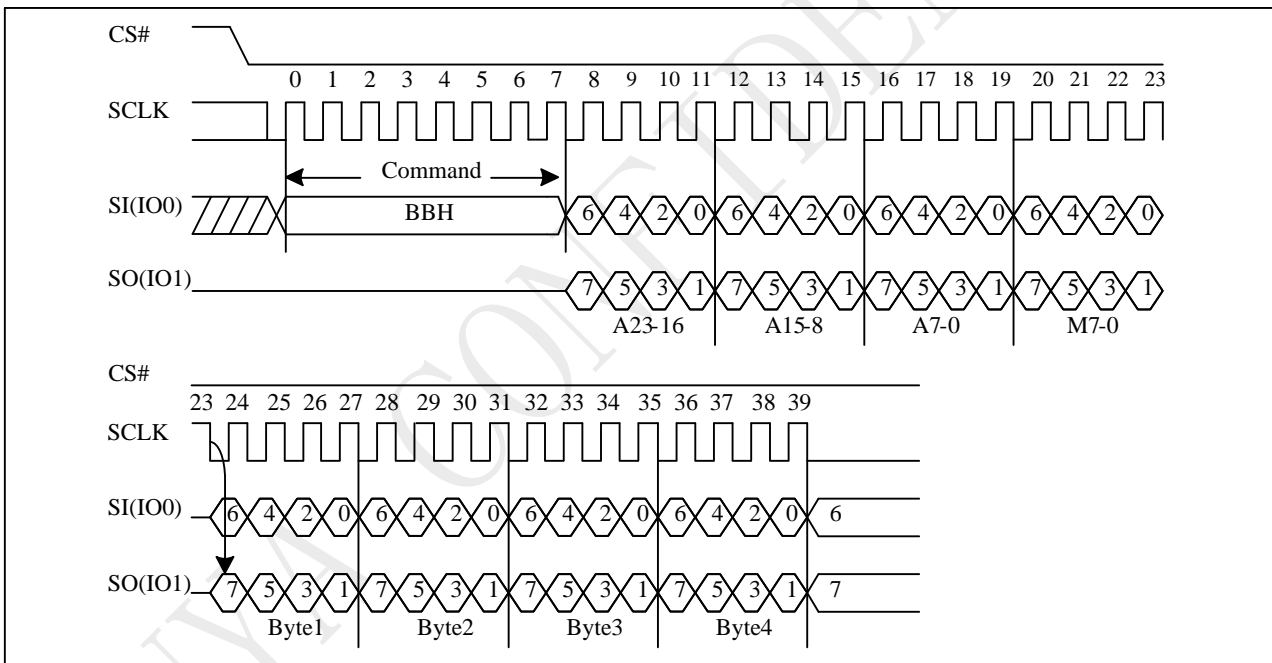 CS#
0 1 2 3 4 5 6 7 8 9 10 11 12 13 14 15 16 17 18 19 20 21 22 23
SCLK
Command
SI(IO0) BBH 6 4 2 0 6 4 2 0 6 4 2 0 6 4 2 0
SO(IO1) 7 5 3 1 7 5 3 1 7 5 3 1 7 5 3 1
A23-16 A15-8 A7-0 M7-0
CS#
23 24 25 26 27 28 29 30 31 32 33 34 35 36 37 38 39
SCLK
SI(IO0) 6 4 2 0 6 4 2 0 6 4 2 0 6 4 2 0 6
SO(IO1) 7 5 3 1 7 5 3 1 7 5 3 1 7 5 3 1 7
Byte1 Byte2 Byte3 Byte4